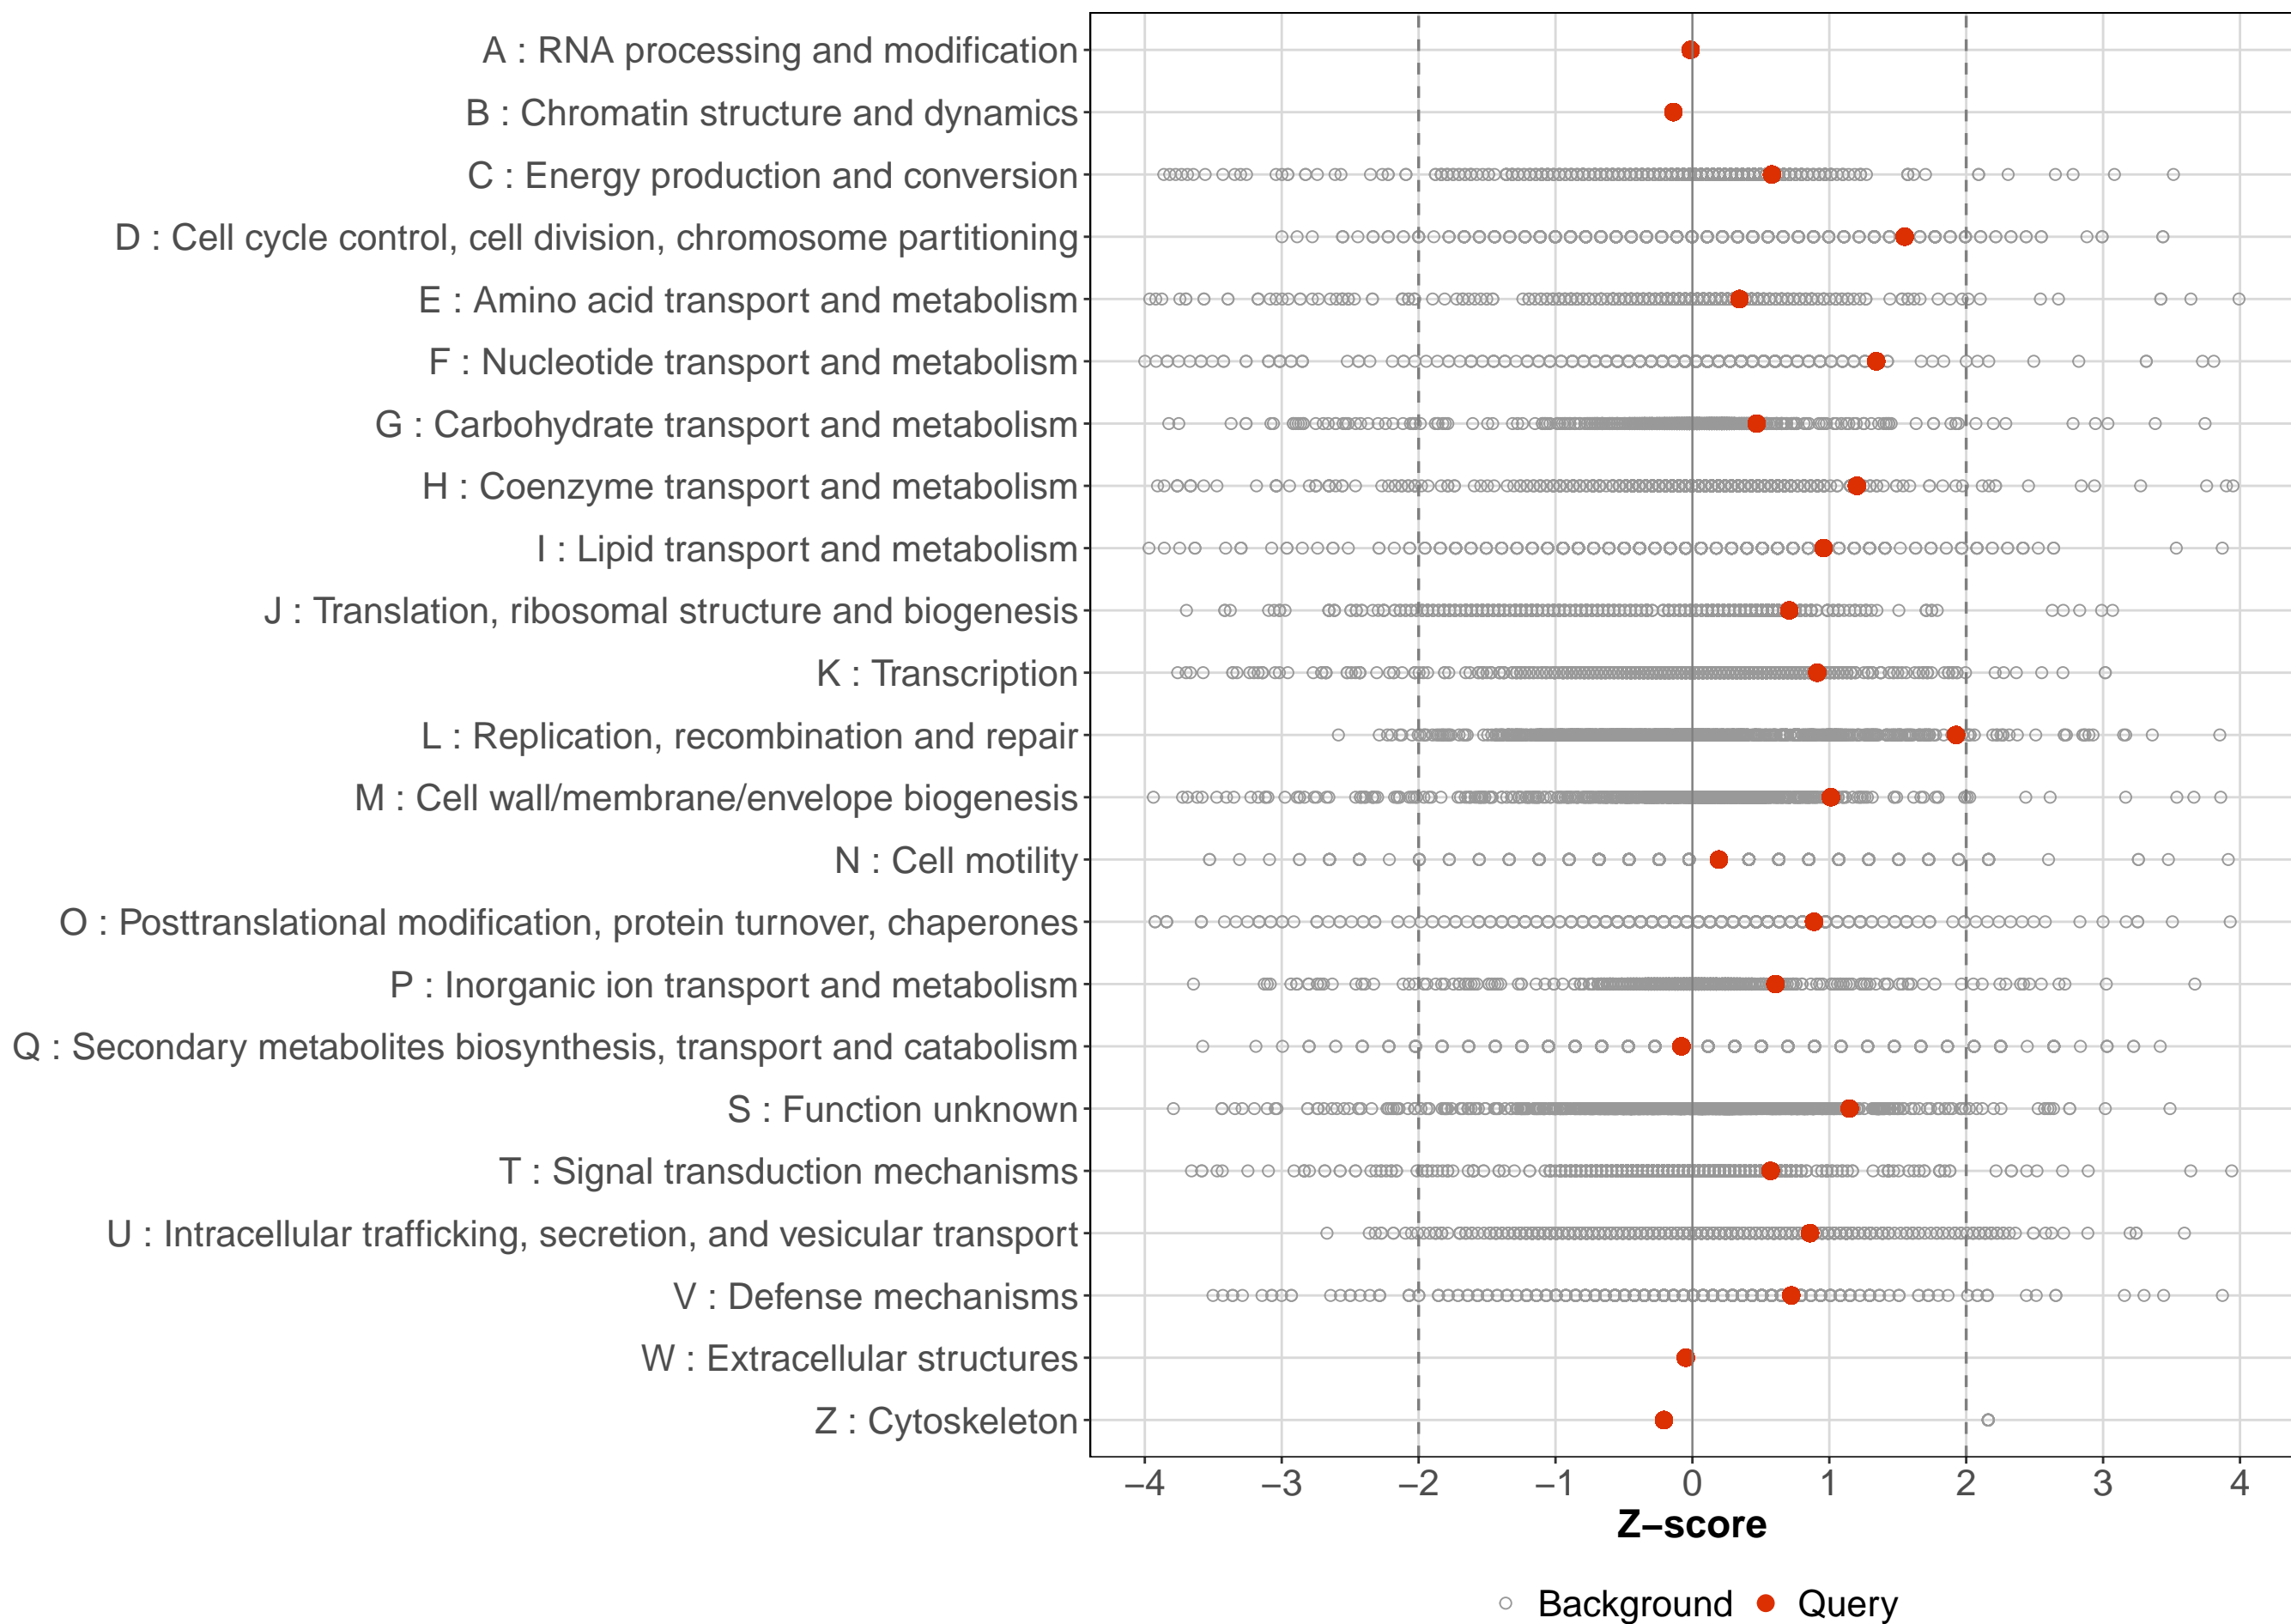 A : RNA processing and modification
B : Chromatin structure and dynamics
C : Energy production and conversion
D : Cell cycle control, cell division, chromosome partitioning
E : Amino acid transport and metabolism
F : Nucleotide transport and metabolism
G : Carbohydrate transport and metabolism
H : Coenzyme transport and metabolism
I : Lipid transport and metabolism
J : Translation, ribosomal structure and biogenesis
K : Transcription
L : Replication, recombination and repair
M : Cell wall/membrane/envelope biogenesis
N : Cell motility
O : Posttranslational modification, protein turnover, chaperones
P : Inorganic ion transport and metabolism
Q : Secondary metabolites biosynthesis, transport and catabolism
S : Function unknown
T : Signal transduction mechanisms
U : Intracellular trafficking, secretion, and vesicular transport
V : Defense mechanisms
W : Extracellular structures
Z : Cytoskeleton
−4 −3 −2 −1 0 1 2 3 4
Z−score
Background Query